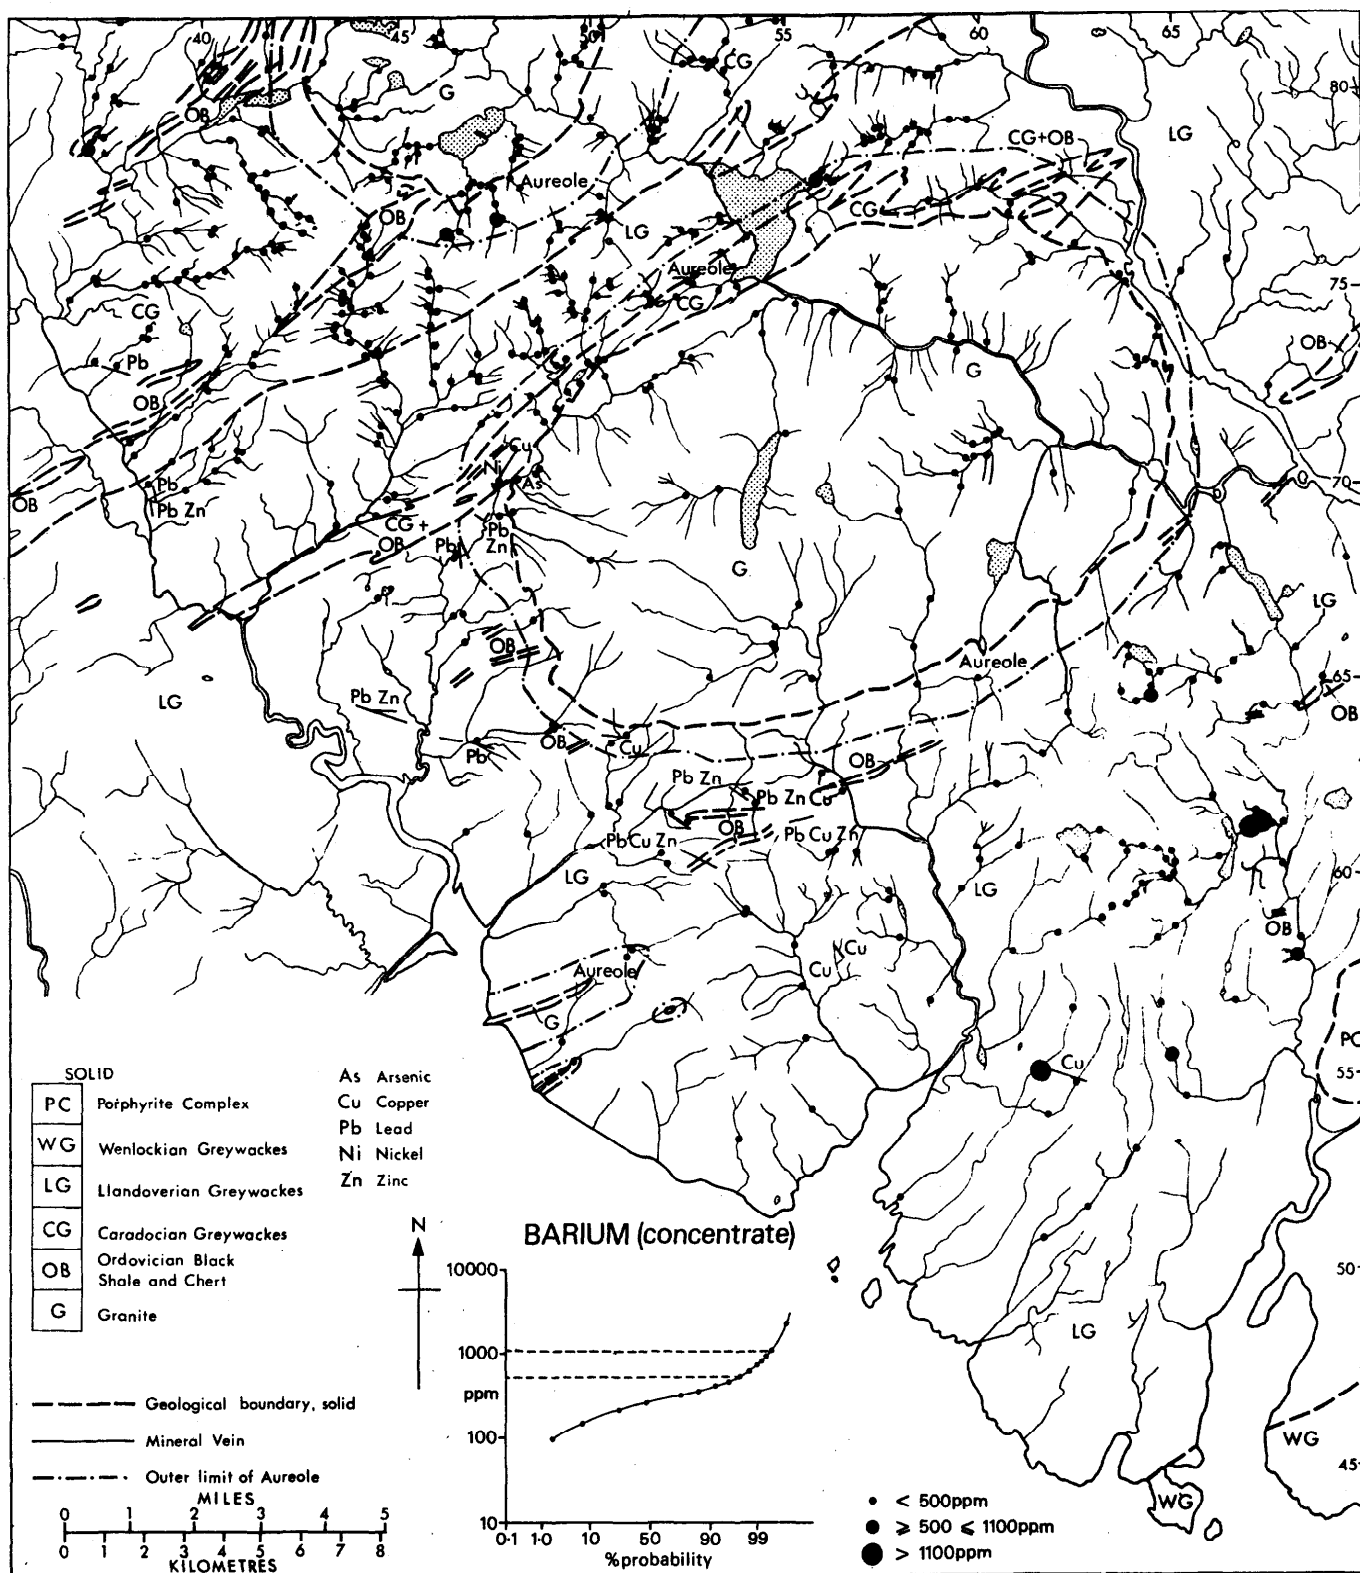 40 45 50 55 60 65
CG
G
80
OB
CG+OB
LG
Aureole
CG
OB
LG
Aureole
75
CG
CG
OB
Pb
G
OB
Cu
Ni
As
70
Pb
OB
Pb Zn
CG +
OB
Pb
Pb
Zn
G
LG
OB
Aureole
65
LG
Pb Zn
OB
OB
Cu
Pb
OB
Pb Zn
Pb Zn Cu
OB
Pb Cu Zn
Pb Cu Zn
LG
LG
60
OB
Cu
Cu
Aureole
G
PC
Cu
55
SOLID
PC Porphyrite Complex
WG Wenlockian Greywackes
LG Llandoverian Greywackes
CG Caradocian Greywackes
OB Ordovician Black
Shale and Chert
G Granite
As Arsenic
Cu Copper
Pb Lead
Ni Nickel
Zn Zinc
N
BARIUM (concentrate)
10000
1000
ppm
100
10
0·1 1·0 10 50 90 99
%probability
50
LG
WG
45
WG
Geological boundary, solid
Mineral Vein
Outer limit of Aureole
MILES
0 1 2 3 4 5
0 1 2 3 4 5 6 7 8
KILOMETRES
< 500ppm
⩾ 500 ⩽ 1100ppm
> 1100ppm